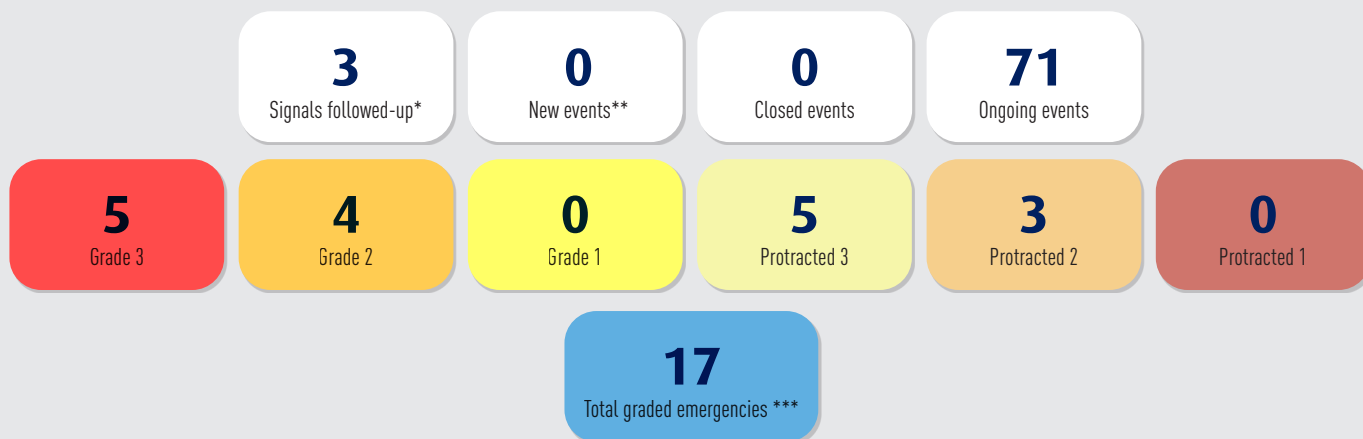 3
Signals followed-up*
0
New events**
0
Closed events
71
Ongoing events
5
Grade 3
4
Grade 2
0
Grade 1
5
Protracted 3
3
Protracted 2
0
Protracted 1
17
Total graded emergencies ***